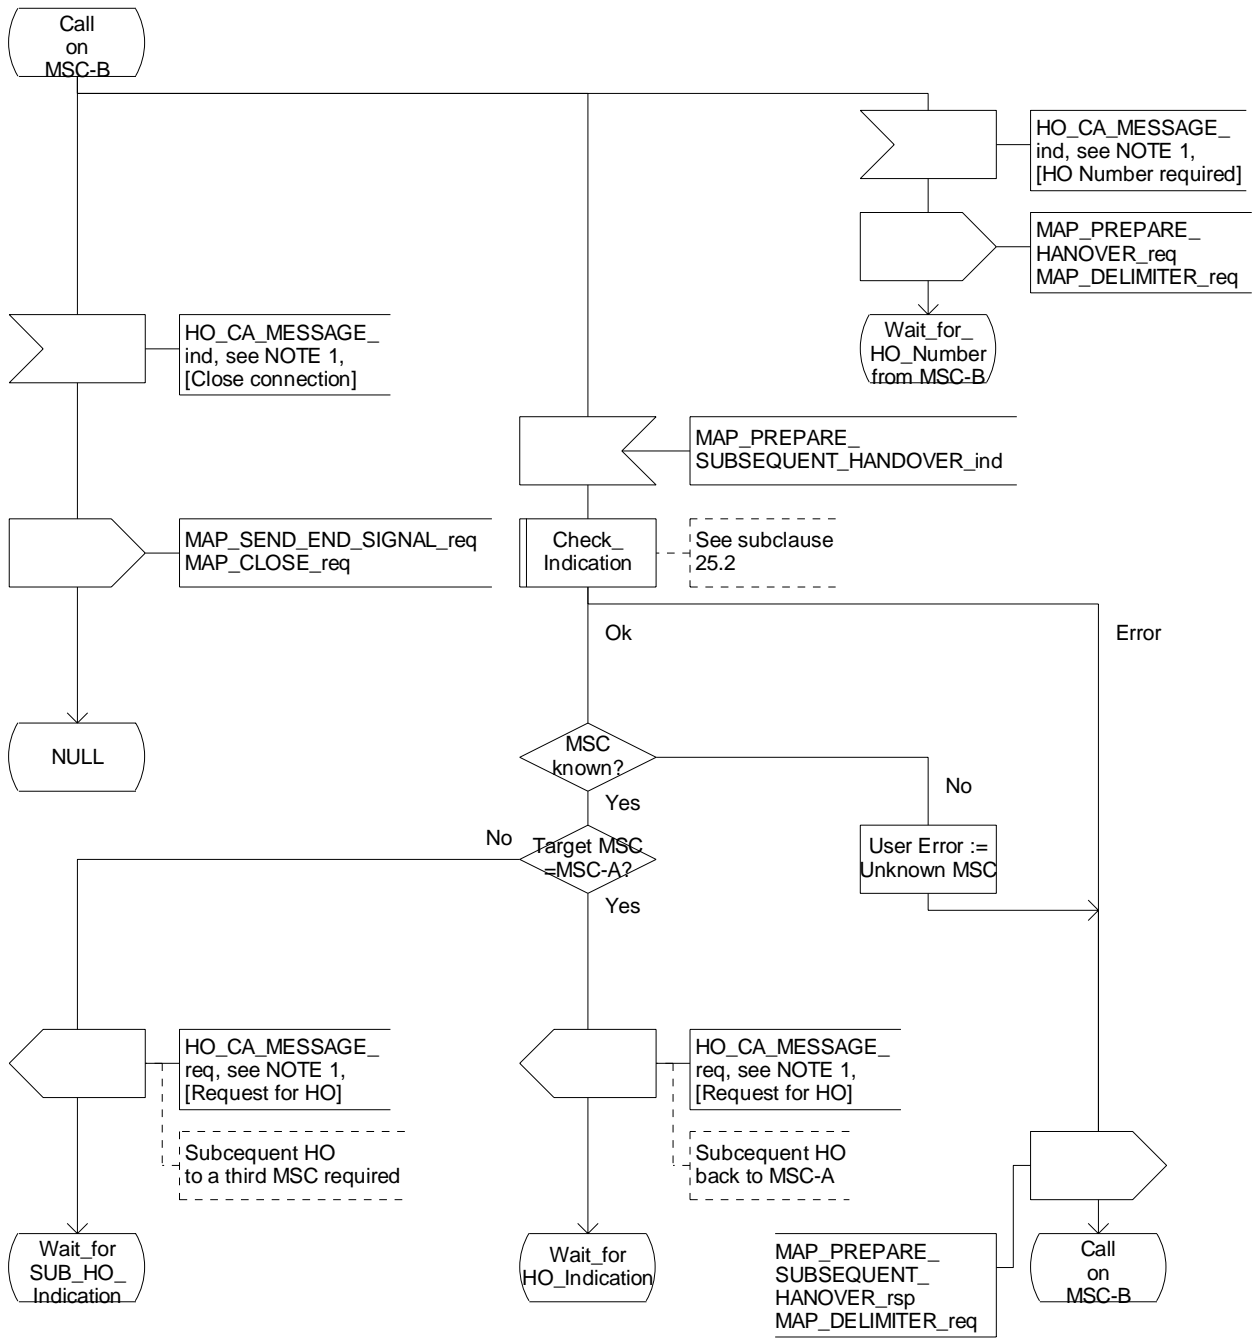 Call
on
MSC-B
HO_CA_MESSAGE_
ind, see NOTE 1,
[HO Number required]
MAP_PREPARE_
HANOVER_req
MAP_DELIMITER_req
Wait_for_
HO_Number
from MSC-B
HO_CA_MESSAGE_
ind, see NOTE 1,
[Close connection]
MAP_PREPARE_
SUBSEQUENT_HANDOVER_ind
MAP_SEND_END_SIGNAL_req
MAP_CLOSE_req
Check_
Indication
See subclause
25.2
Ok
Error
NULL
MSC
known?
No
Yes
No
Target MSC
=MSC-A?
User Error :=
Unknown MSC
Yes
HO_CA_MESSAGE_
req, see NOTE 1,
[Request for HO]
Subcequent HO
to a third MSC required
HO_CA_MESSAGE_
req, see NOTE 1,
[Request for HO]
Subcequent HO
back to MSC-A
Wait_for
SUB_HO_
Indication
Wait_for
HO_Indication
MAP_PREPARE_
SUBSEQUENT_
HANOVER_rsp
MAP_DELIMITER_req
Call
on
MSC-B